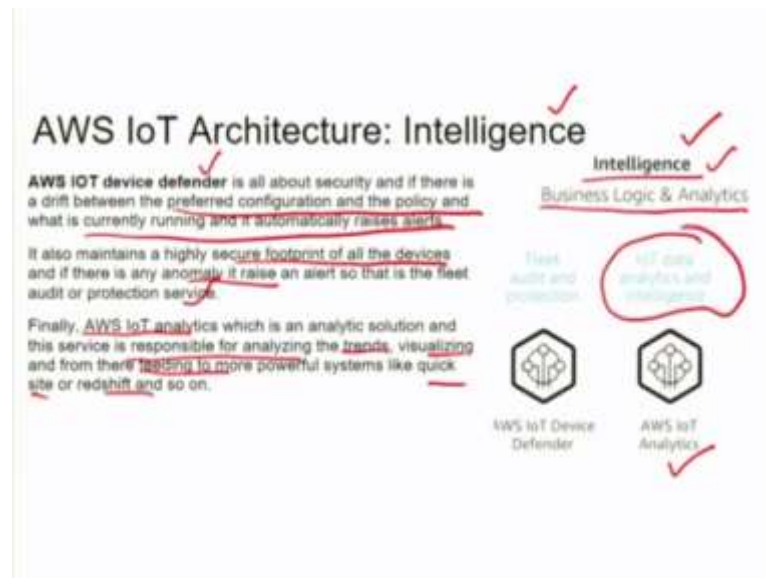 AWS IoT Architecture: Intelligence
AWS IOT device defender is all about security and if there is
a drift between the preferred configuration and the policy and
what is currently running and it automatically raises alerts.
It also maintains a highly secure footprint of all the devices
and if there is any anomaly it raise an alert so that is the fleet
audit or protection service.
Finally, AWS IoT analytics which is an analytic solution and
this service is responsible for analyzing the trends, visualizing
and from there feeding to more powerful systems like quick
site or redshift and so on.
Intelligence
Business Logic & Analytics
Fleet
audit and
protection
IoT data
analytics and
intelligence
AWS IoT Device
Defender
AWS IoT
Analytics